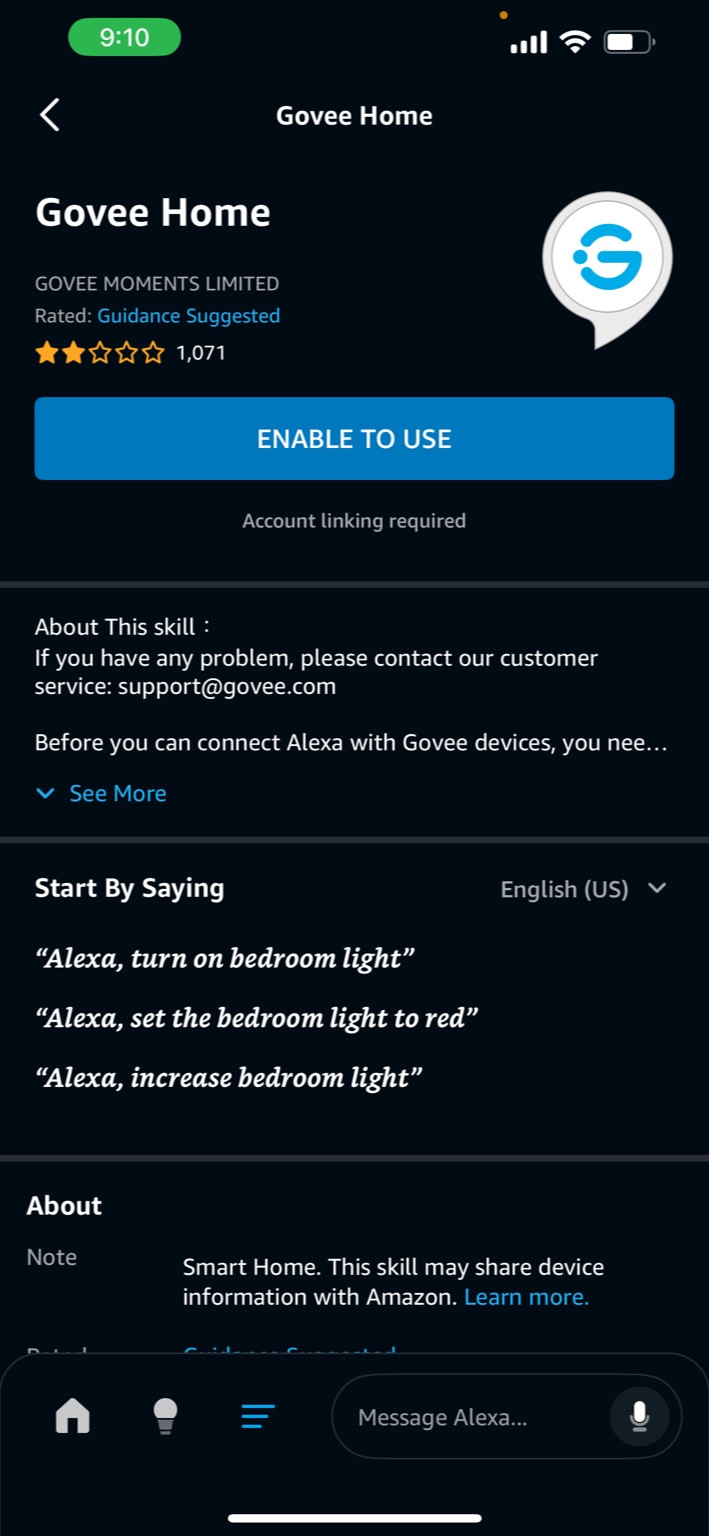 9:10
Govee Home
Govee Home
GOVEE MOMENTS LIMITED
Rated: Guidance Suggested
1,071
ENABLE TO USE
Account linking required
About This skill：
If you have any problem, please contact our customer
service: support@govee.com
Before you can connect Alexa with Govee devices, you nee...
See More
Start By Saying
English (US)
“Alexa, turn on bedroom light”
“Alexa, set the bedroom light to red”
“Alexa, increase bedroom light”
About
Note
Smart Home. This skill may share device
information with Amazon. Learn more.
Rated
Guidance Suggested
Message Alexa...